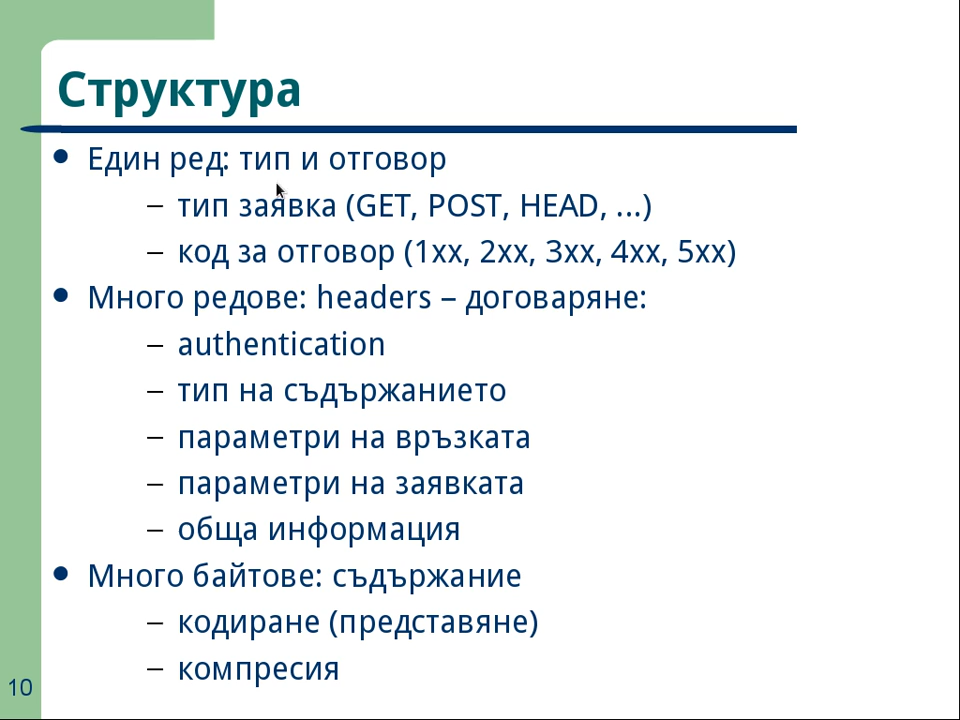 Структура
• Един ред: тип и отговор
– тип заявка (GET, POST, HEAD, ...)
– код за отговор (1xx, 2xx, 3xx, 4xx, 5xx)
• Много редове: headers – договаряне:
– authentication
– тип на съдържанието
– параметри на връзката
– параметри на заявката
– обща информация
• Много байтове: съдържание
– кодиране (представяне)
– компресия
10